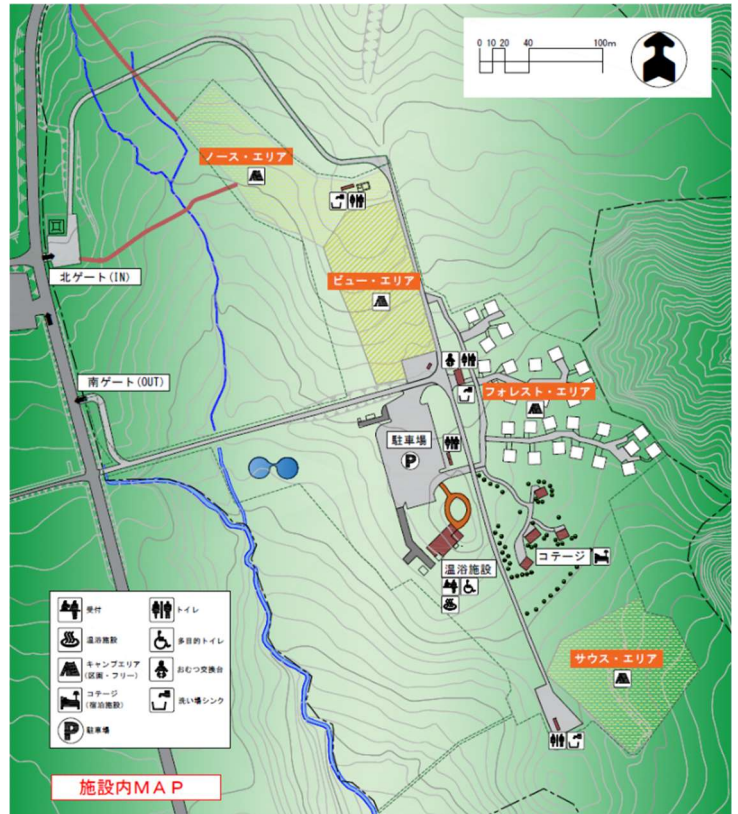 0 10 20 40 100m
ノース・エリア
北ゲート(IN)
ビュー・エリア
南ゲート(OUT)
フォレスト・エリア
駐車場
P
温浴施設
コテージ
サウス・エリア
受付
トイレ
温浴施設
多目的トイレ
キャンプエリア
(区画・フリー)
おむつ交換台
コテージ
(宿泊施設)
洗い場シンク
P 駐車場
施設内MAP